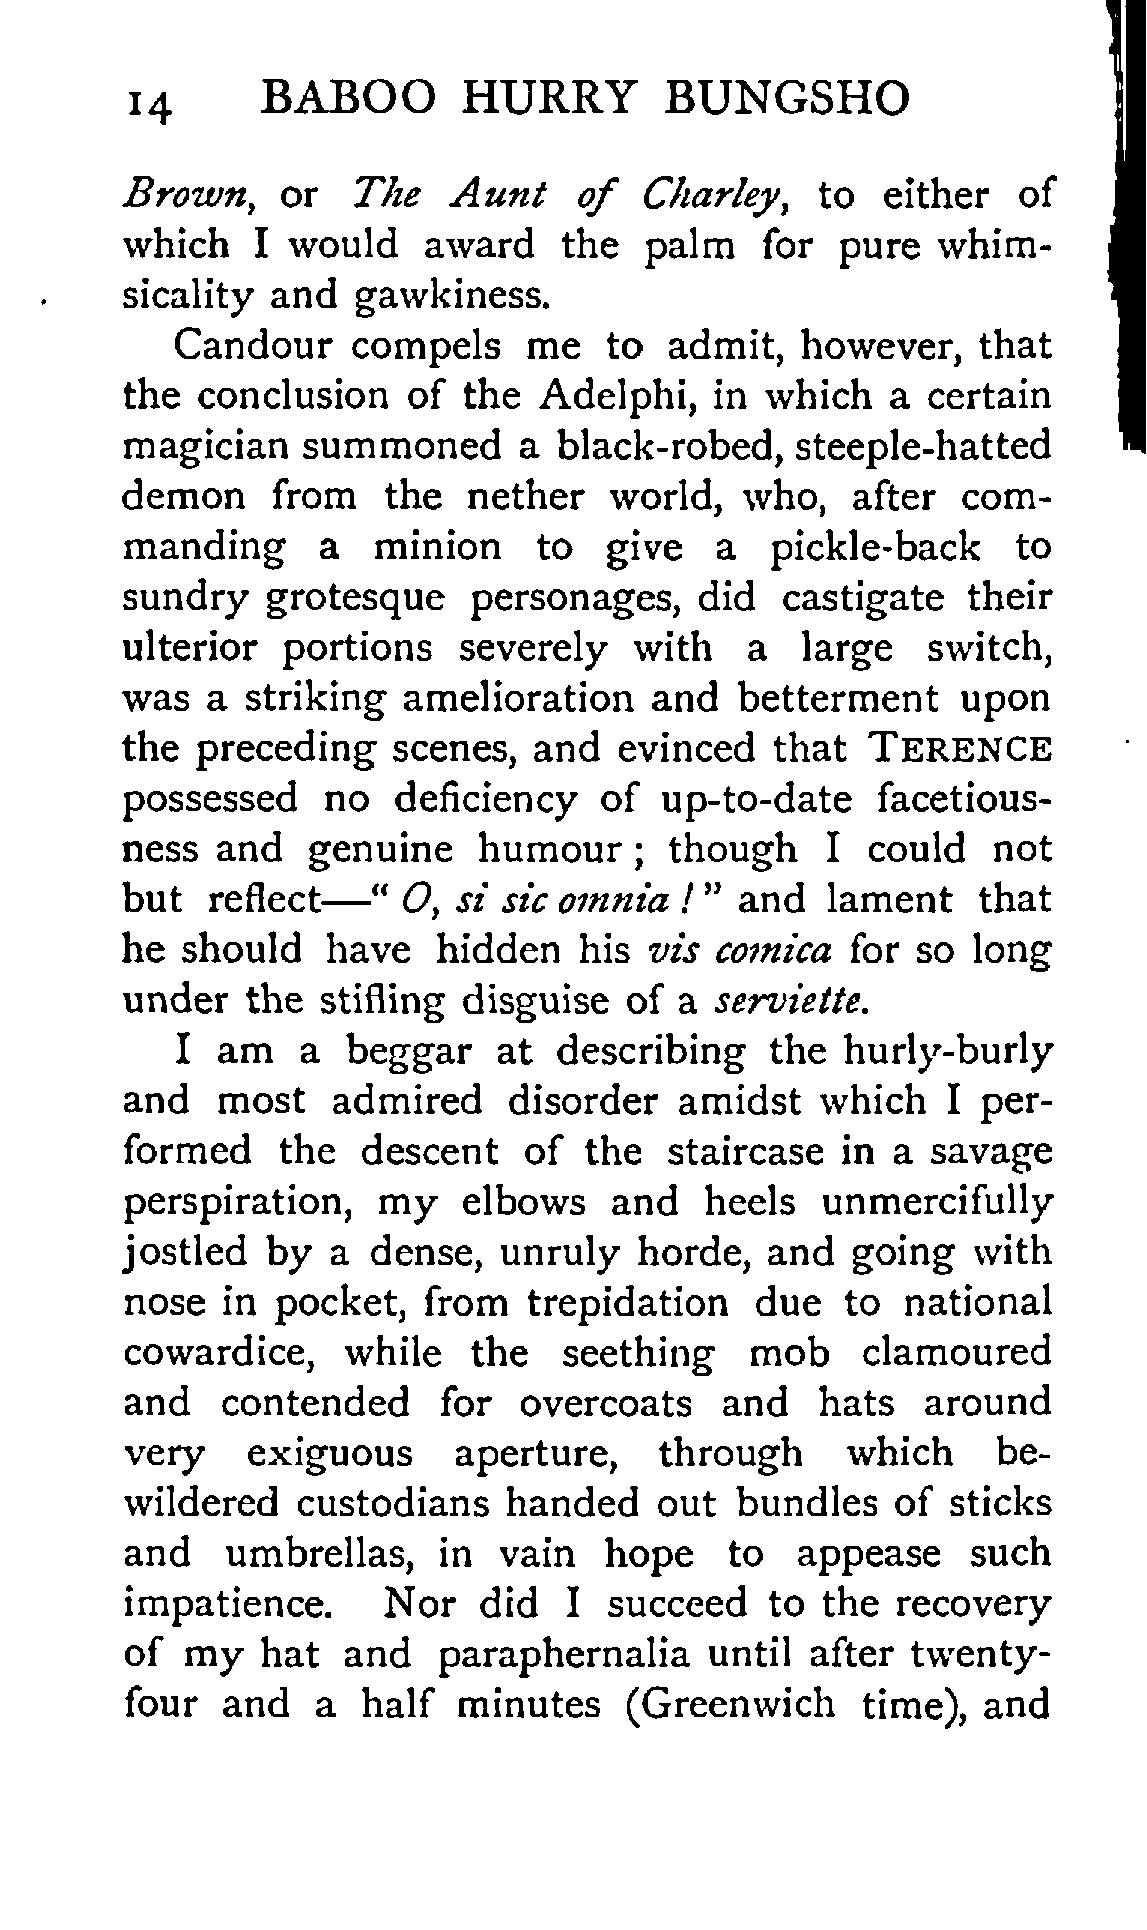 14 BABOO HURRY BUNGSHO
Brown, or The Aunt of Charley, to either of
which I would award the palm for pure whim-
sicality and gawkiness.
Candour compels me to admit, however, that
the conclusion of the Adelphi, in which a certain
magician summoned a black-robed, steeple-hatted
demon from the nether world, who, after com-
manding a minion to give a pickle-back to
sundry grotesque personages, did castigate their
ulterior portions severely with a large switch,
was a striking amelioration and betterment upon
the preceding scenes, and evinced that TERENCE
possessed no deficiency of up-to-date facetious-
ness and genuine humour ; though I could not
but reflect—“ O, si sic omnia ! ” and lament that
he should have hidden his vis comica for so long
under the stifling disguise of a serviette.
I am a beggar at describing the hurly-burly
and most admired disorder amidst which I per-
formed the descent of the staircase in a savage
perspiration, my elbows and heels unmercifully
jostled by a dense, unruly horde, and going with
nose in pocket, from trepidation due to national
cowardice, while the seething mob clamoured
and contended for overcoats and hats around
very exiguous aperture, through which be-
wildered custodians handed out bundles of sticks
and umbrellas, in vain hope to appease such
impatience. Nor did I succeed to the recovery
of my hat and paraphernalia until after twenty-
four and a half minutes (Greenwich time), and